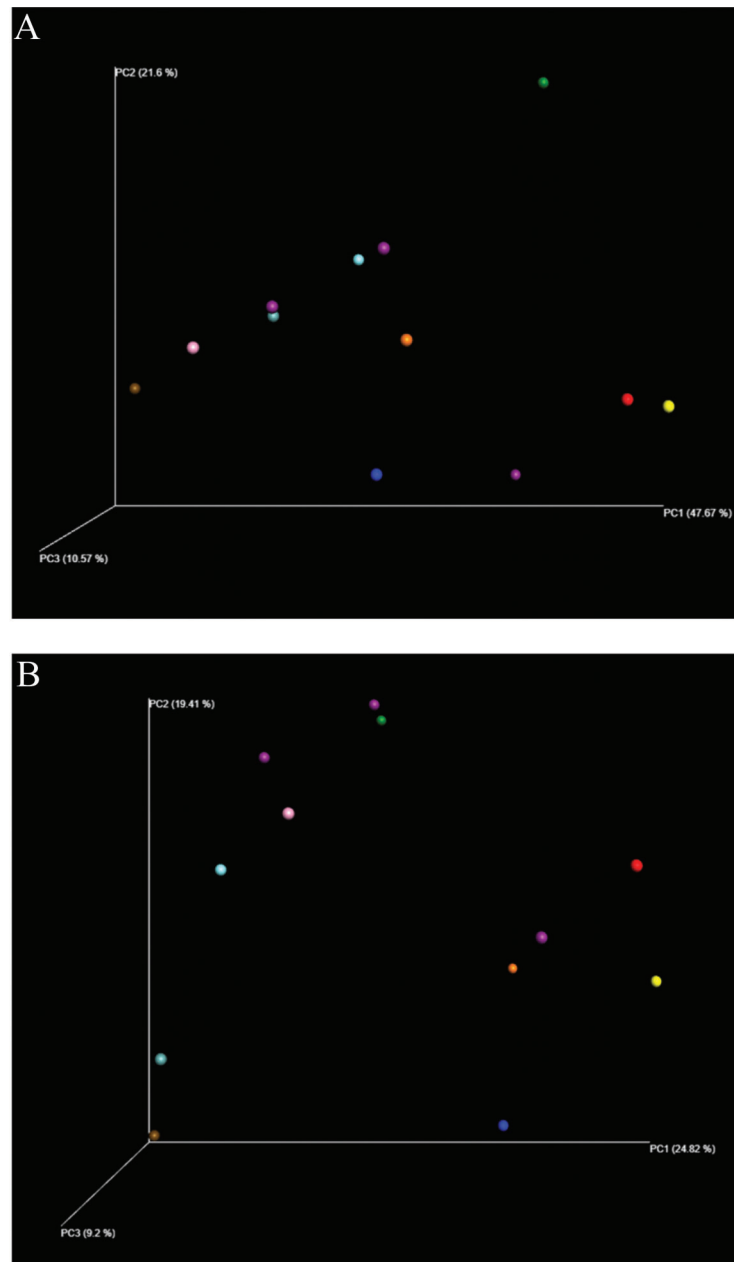 A
PC2 (21.6 %)
PC1 (47.67 %)
PC3 (10.57 %)
B
PC2 (19.41 %)
PC1 (24.82 %)
PC3 (9.2 %)